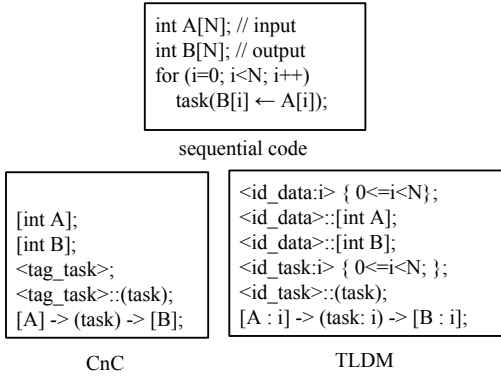 int A[N]; // input
int B[N]; // output
for (i=0; i<N; i++)
task(B[i] ← A[i]);
sequential code
[int A];
[int B];
<tag_task>;
<tag_task>::(task);
[A] -> (task) -> [B];
CnC
<id_data:i> { 0<=i<N};
<id_data>::[int A];
<id_data>::[int B];
<id_task:i> { 0<=i<N; };
<id_task>::(task);
[A : i] -> (task: i) -> [B : i];
TLDM